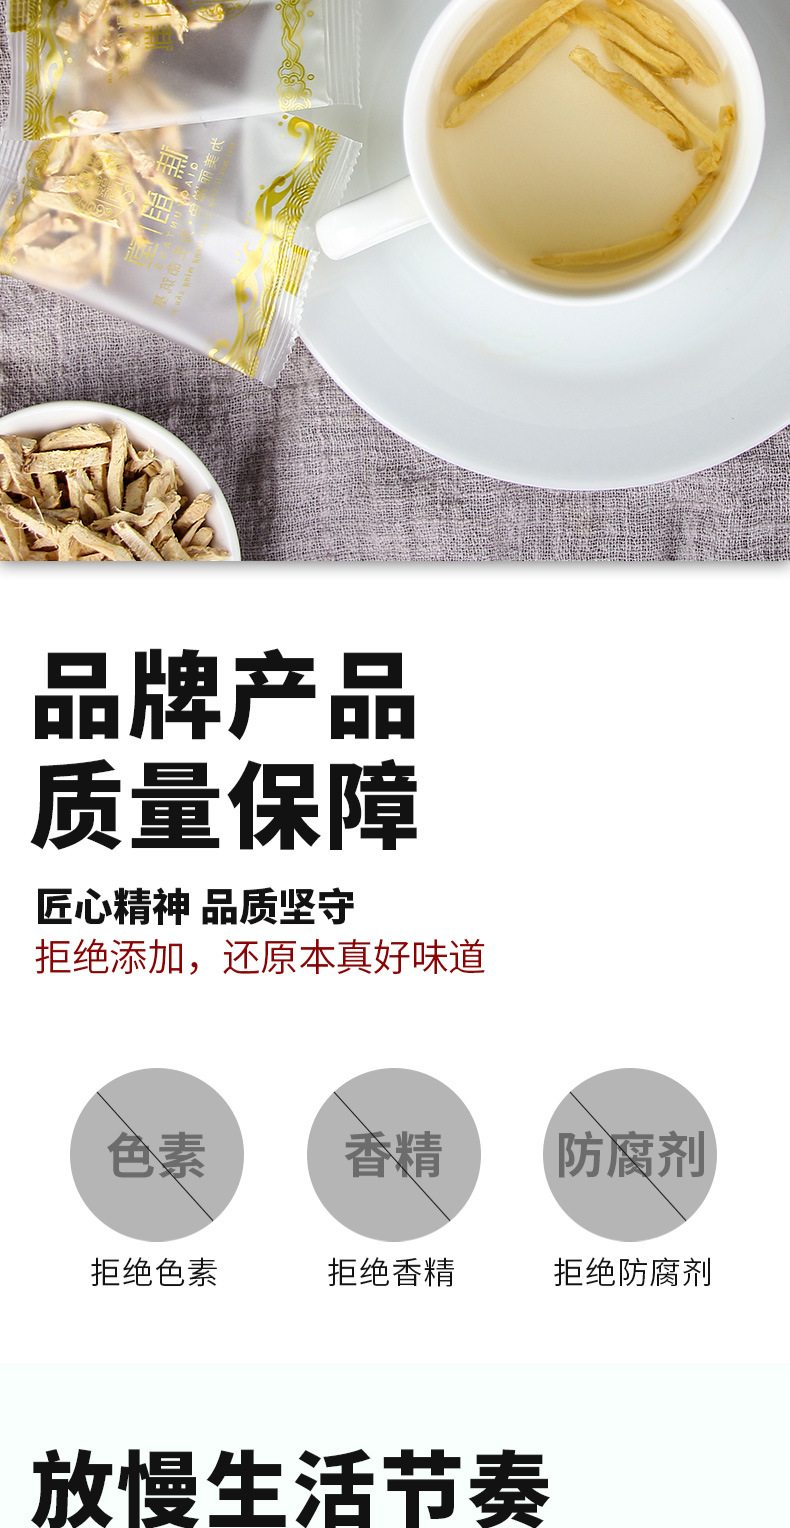 品牌产品
质量保障
匠心精神 品质坚守
拒绝添加，还原本真好味道
色素
香精
防腐剂
拒绝色素
拒绝香精
拒绝防腐剂
放慢生活节奏